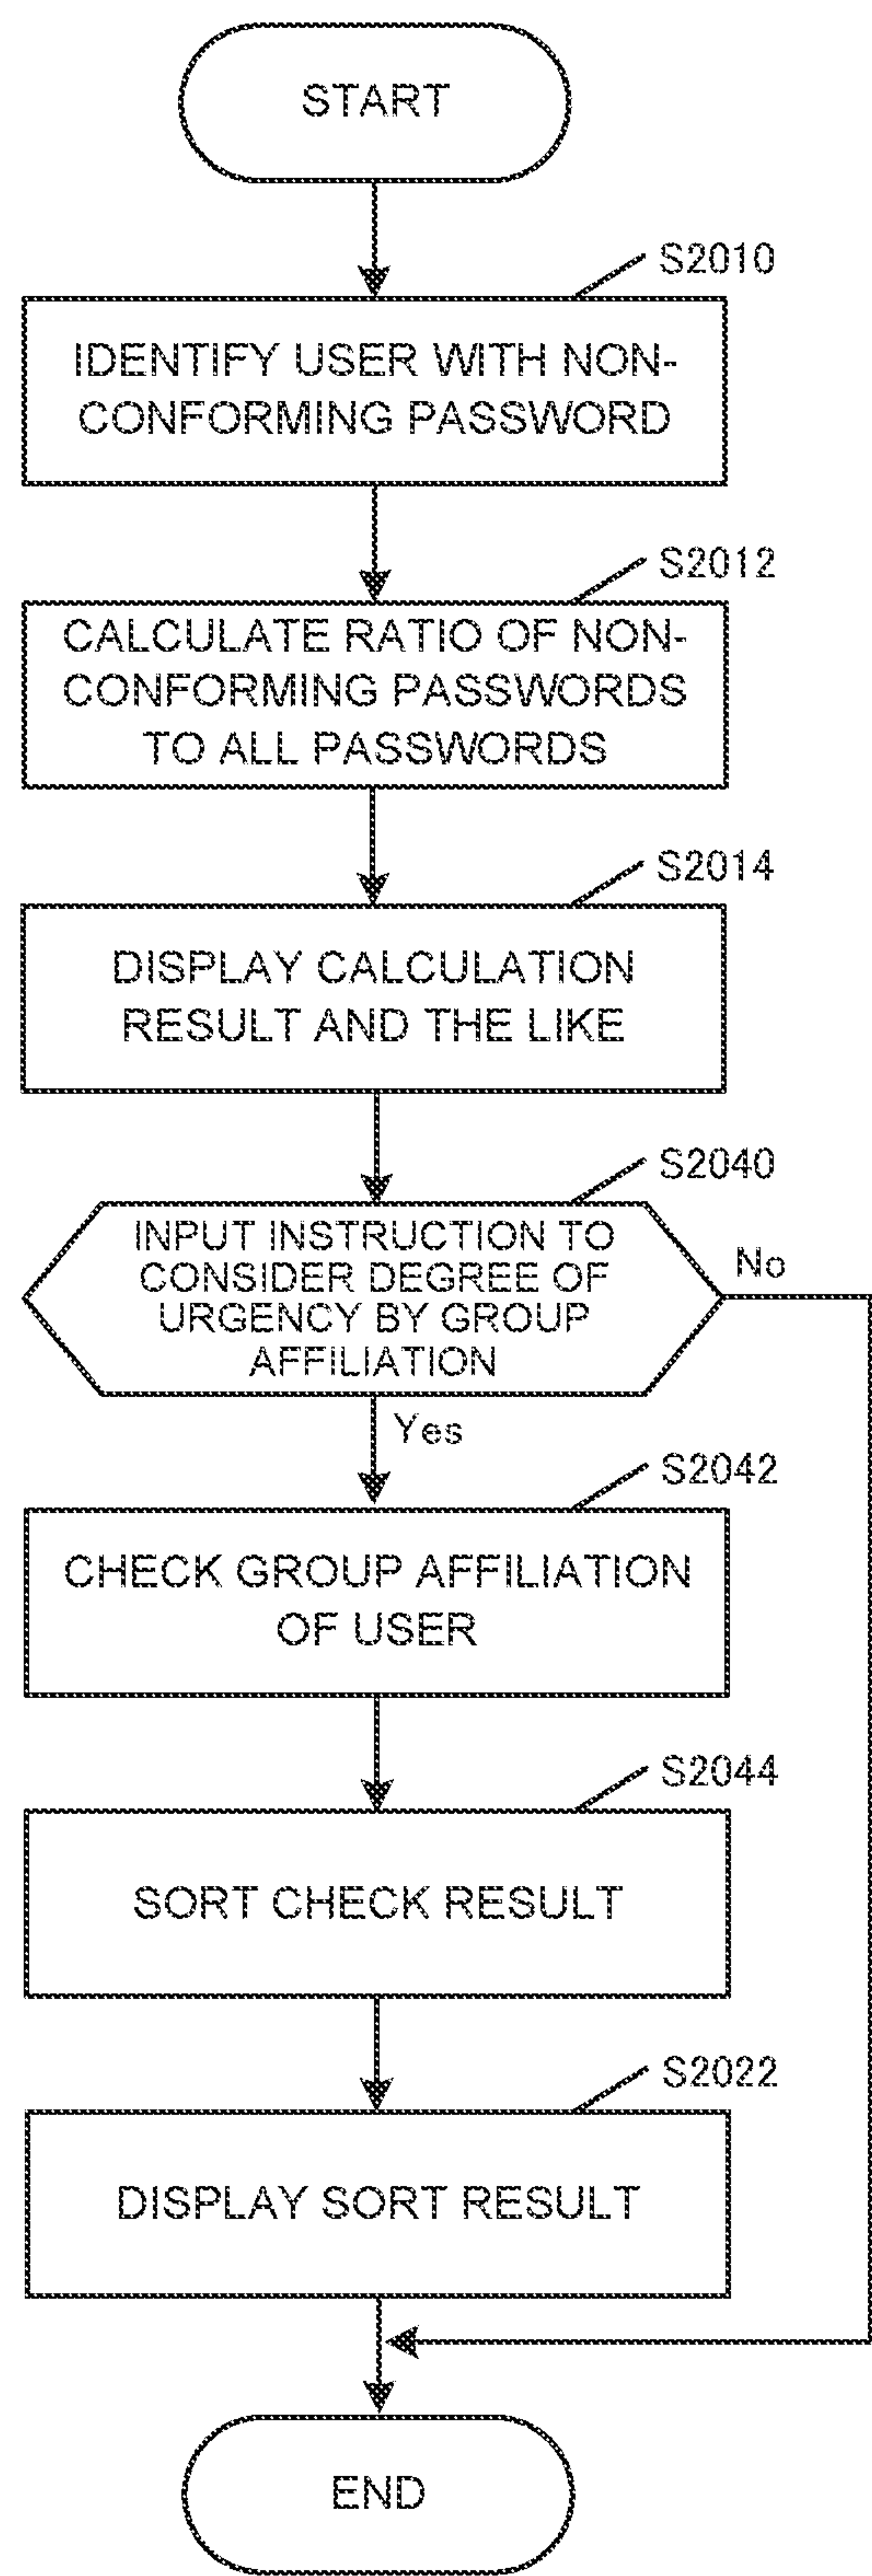 START
S2010
IDENTIFY USER WITH NON-
CONFORMING PASSWORD
S2012
CALCULATE RATIO OF NON-
CONFORMING PASSWORDS
TO ALL PASSWORDS
S2014
DISPLAY CALCULATION
RESULT AND THE LIKE
S2040
INPUT INSTRUCTION TO
CONSIDER DEGREE OF
URGENCY BY GROUP
AFFILIATION
No
Yes
S2042
CHECK GROUP AFFILIATION
OF USER
S2044
SORT CHECK RESULT
S2022
DISPLAY SORT RESULT
END